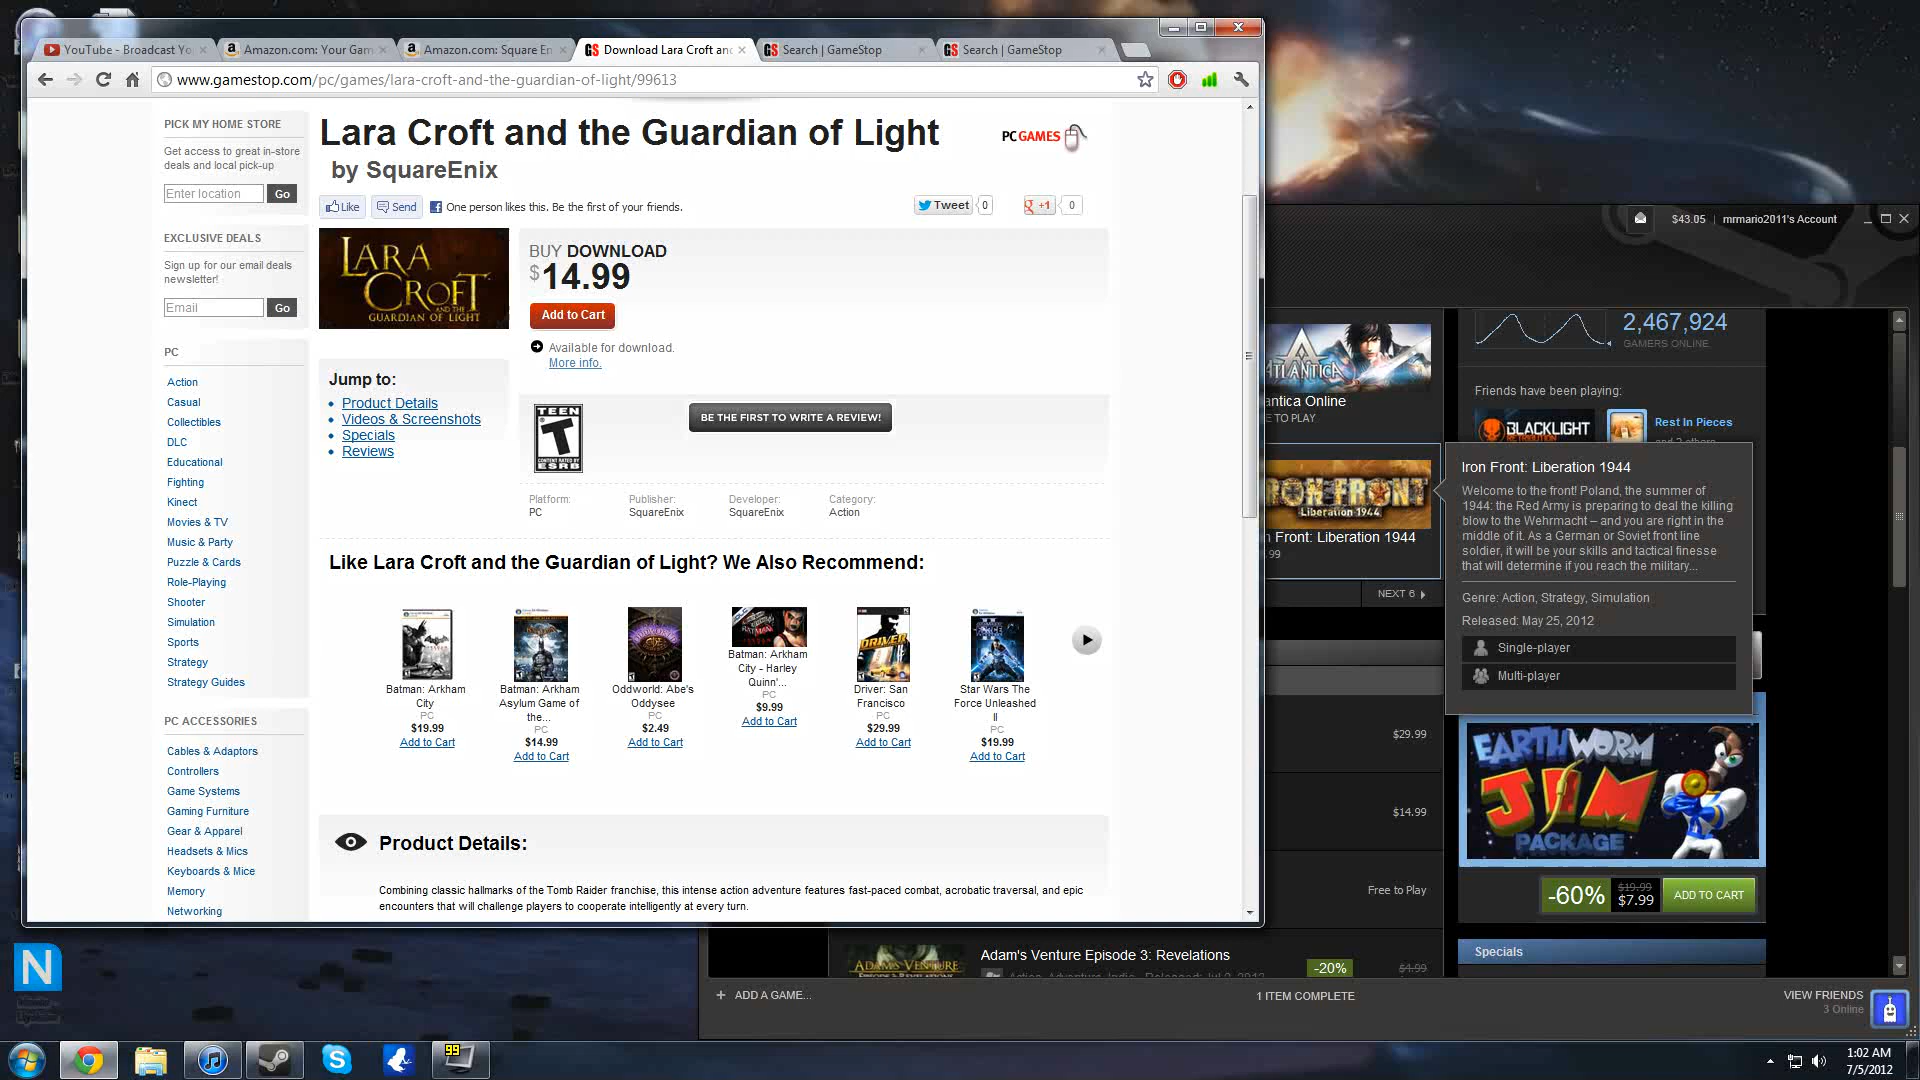 YouTube - Broadcast Yo
Amazon.com: Your Gam
Amazon.com: Square En
GS Download Lara Croft and
GS Search | GameStop
GS Search | GameStop
www.gamestop.com/pc/games/lara-croft-and-the-guardian-of-light/99613
PICK MY HOME STORE
Get access to great in-store
deals and local pick-up
Enter location Go
EXCLUSIVE DEALS
Sign up for our email deals
newsletter!
Email Go
PC
Action
Casual
Collectibles
DLC
Educational
Fighting
Kinect
Movies & TV
Music & Party
Puzzle & Cards
Role-Playing
Shooter
Simulation
Sports
Strategy
Strategy Guides
PC ACCESSORIES
Cables & Adaptors
Controllers
Game Systems
Gaming Furniture
Gear & Apparel
Headsets & Mics
Keyboards & Mice
Memory
Networking
Lara Croft and the Guardian of Light
by SquareEnix
PC GAMES
Like Send One person likes this. Be the first of your friends.
Tweet 0
+1 0
LARA
CROFT
AND THE
GUARDIAN OF LIGHT
BUY DOWNLOAD
$14.99
Add to Cart
Available for download.
More info.
Jump to:
Product Details
Videos & Screenshots
Specials
Reviews
TEEN
T
CONTENT RATED BY
ESRB
BE THE FIRST TO WRITE A REVIEW!
Platform: Publisher: Developer: Category:
PC SquareEnix SquareEnix Action
Like Lara Croft and the Guardian of Light? We Also Recommend:
Batman: Arkham
City
PC
$19.99
Add to Cart
Batman: Arkham
Asylum Game of
the...
PC
$14.99
Add to Cart
Oddworld: Abe's
Oddysee
PC
$2.49
Add to Cart
Batman: Arkham
City - Harley
Quinn'...
PC
$9.99
Add to Cart
DRIVER
Driver: San
Francisco
PC
$29.99
Add to Cart
Star Wars The
Force Unleashed
II
PC
$19.99
Add to Cart
Product Details:
Combining classic hallmarks of the Tomb Raider franchise, this intense action adventure features fast-paced combat, acrobatic traversal, and epic
encounters that will challenge players to cooperate intelligently at every turn.
$43.05 | mrmario2011's Account
ATLANTICA
antica Online
E TO PLAY
IRON FRONT
Liberation 1944
n Front: Liberation 1944
.99
NEXT 6
2,467,924
GAMERS ONLINE
Friends have been playing:
BLACKLIGHT
RETRIBUTION
Rest In Pieces
and 2 others
Iron Front: Liberation 1944
Welcome to the front! Poland, the summer of
1944: the Red Army is preparing to deal the killing
blow to the Wehrmacht – and you are right in the
middle of it. As a German or Soviet front line
soldier, it will be your skills and tactical finesse
that will determine if you reach the military...
Genre: Action, Strategy, Simulation
Released: May 25, 2012
Single-player
Multi-player
$29.99
$14.99
Free to Play
EARTHWORM
JIM
PACKAGE
-60% $19.99 $7.99 ADD TO CART
Specials
ADAM'S VENTURE
EPISODE 3: REVELATIONS
Adam's Venture Episode 3: Revelations
Action, Adventure, Indie - Released: Jul 2, 2012
-20% $4.99
+ ADD A GAME...
1 ITEM COMPLETE
VIEW FRIENDS
3 Online
N
99
1:02 AM
7/5/2012